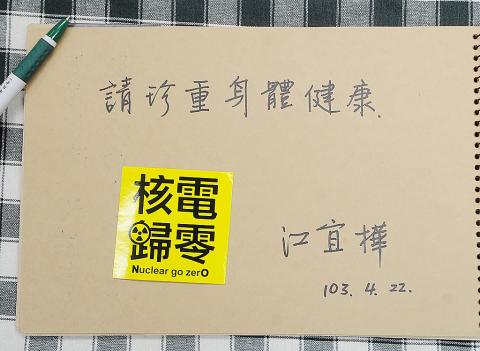 請珍重身體健康.
核電
歸零
Nuclear go zerO
江宜樺
103. 4. 22.